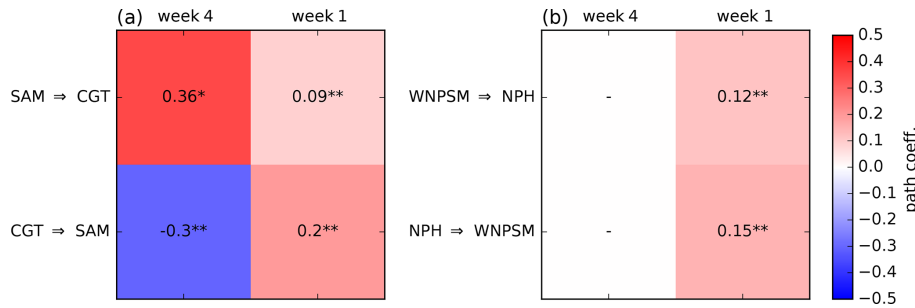 (a) week 4 week 1
SAM ⇒ CGT 0.36* 0.09**
CGT ⇒ SAM -0.3** 0.2**
(b) week 4 week 1
WNPSM ⇒ NPH - 0.12**
NPH ⇒ WNPSM - 0.15**
0.5
0.4
0.3
0.2
0.1
0.0
−0.1
−0.2
−0.3
−0.4
−0.5
path coeff.